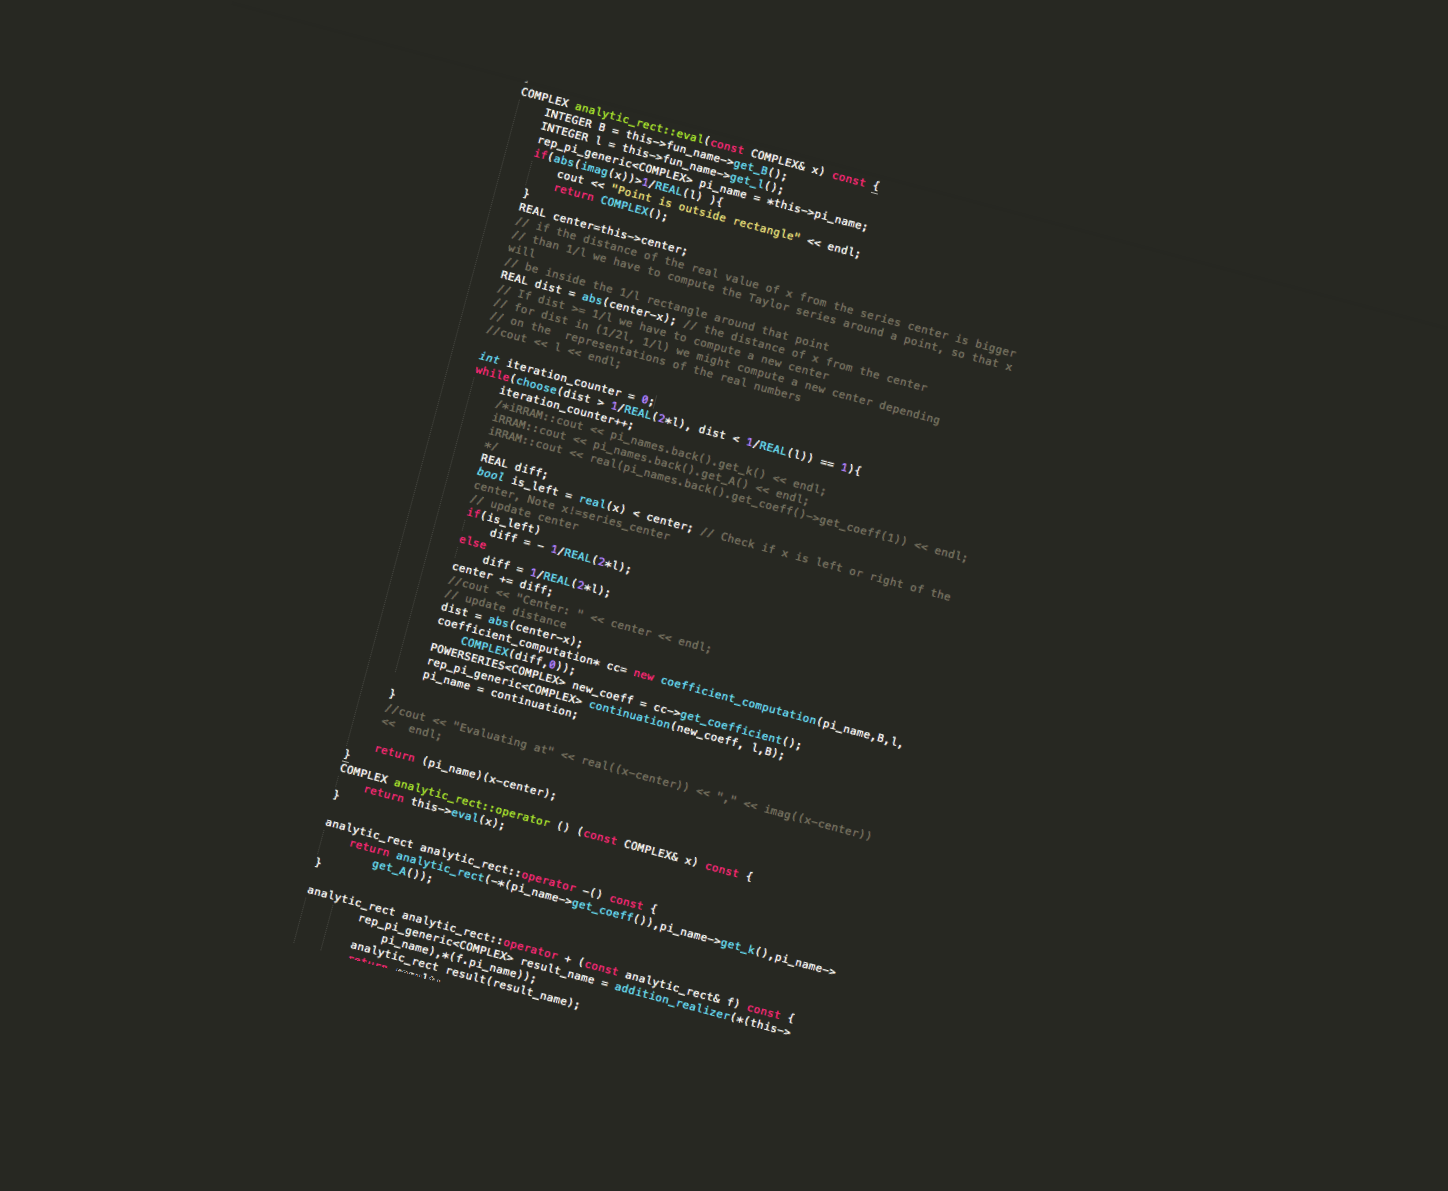 COMPLEX analytic_rect::eval(const COMPLEX& x) const {
INTEGER B = this->fun_name->get_B();
INTEGER l = this->fun_name->get_l();
rep_pi_generic<COMPLEX> pi_name = *this->pi_name;
if(abs(imag(x))>1/REAL(l) ){
cout << "Point is outside rectangle" << endl;
return COMPLEX();
}
REAL center=this->center;
// if the distance of the real value of x from the series center is bigger
// than 1/l we have to compute the Taylor series around a point, so that x
will
// be inside the 1/l rectangle around that point
REAL dist = abs(center-x); // the distance of x from the center
// If dist >= 1/l we have to compute a new center
// for dist in (1/2l, 1/l) we might compute a new center depending
// on the  representations of the real numbers
//cout << l << endl;
int iteration_counter = 0;
while(choose(dist > 1/REAL(2*l), dist < 1/REAL(l)) == 1){
iteration_counter++;
/*iRRAM::cout << pi_names.back().get_k() << endl;
iRRAM::cout << pi_names.back().get_A() << endl;
iRRAM::cout << real(pi_names.back().get_coeff()->get_coeff(1)) << endl;
*/
REAL diff;
bool is_left = real(x) < center; // Check if x is left or right of the
center, Note x!=series_center
// update center
if(is_left)
diff = - 1/REAL(2*l);
else
diff = 1/REAL(2*l);
center += diff;
//cout << "Center: " << center << endl;
// update distance
dist = abs(center-x);
coefficient_computation* cc= new coefficient_computation(pi_name,B,l,
COMPLEX(diff,0));
POWERSERIES<COMPLEX> new_coeff = cc->get_coefficient();
rep_pi_generic<COMPLEX> continuation(new_coeff, l,B);
pi_name = continuation;
}
//cout << "Evaluating at" << real((x-center)) << "," << imag((x-center))
<<  endl;
return (pi_name)(x-center);
}
COMPLEX analytic_rect::operator () (const COMPLEX& x) const {
return this->eval(x);
}
analytic_rect analytic_rect::operator -() const {
return analytic_rect(-*(pi_name->get_coeff()),pi_name->get_k(),pi_name->
get_A());
}
analytic_rect analytic_rect::operator + (const analytic_rect& f) const {
rep_pi_generic<COMPLEX> result_name = addition_realizer(*(this->
pi_name),*(f.pi_name));
analytic_rect result(result_name);